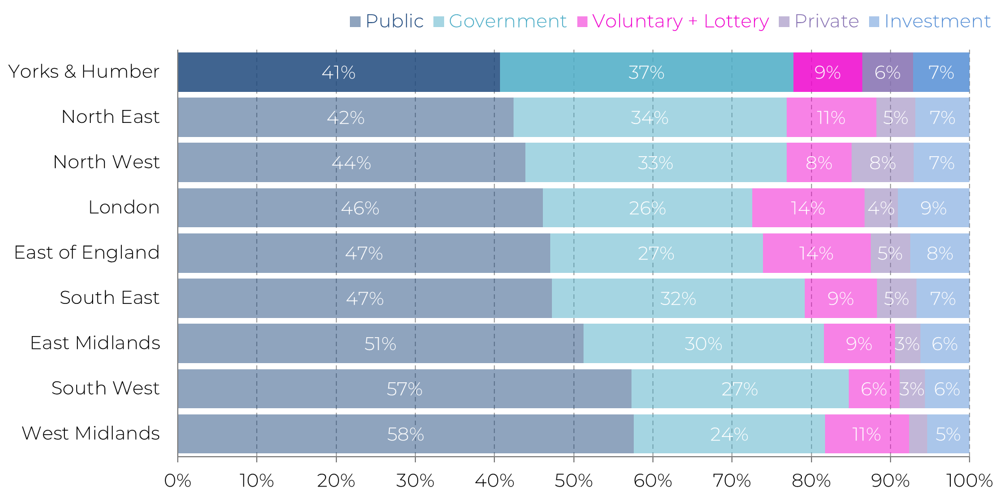 Public Government Voluntary + Lottery Private Investment
Yorks & Humber 41% 37% 9% 6% 7%
North East 42% 34% 11% 5% 7%
North West 44% 33% 8% 8% 7%
London 46% 26% 14% 4% 9%
East of England 47% 27% 14% 5% 8%
South East 47% 32% 9% 5% 7%
East Midlands 51% 30% 9% 3% 6%
South West 57% 27% 6% 3% 6%
West Midlands 58% 24% 11% 5%
0% 10% 20% 30% 40% 50% 60% 70% 80% 90% 100%